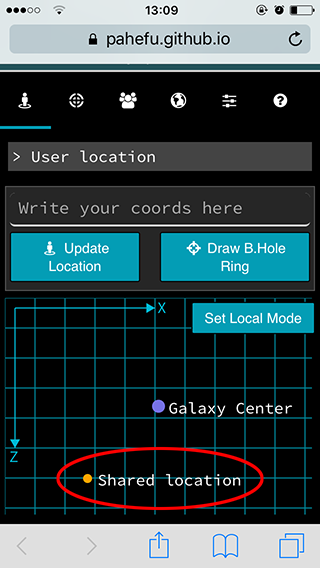 13:09
pahefu.github.io
> User location
Write your coords here
Update
Location
Draw B.Hole
Ring
X
Set Local Mode
Galaxy Center
Z
Shared location